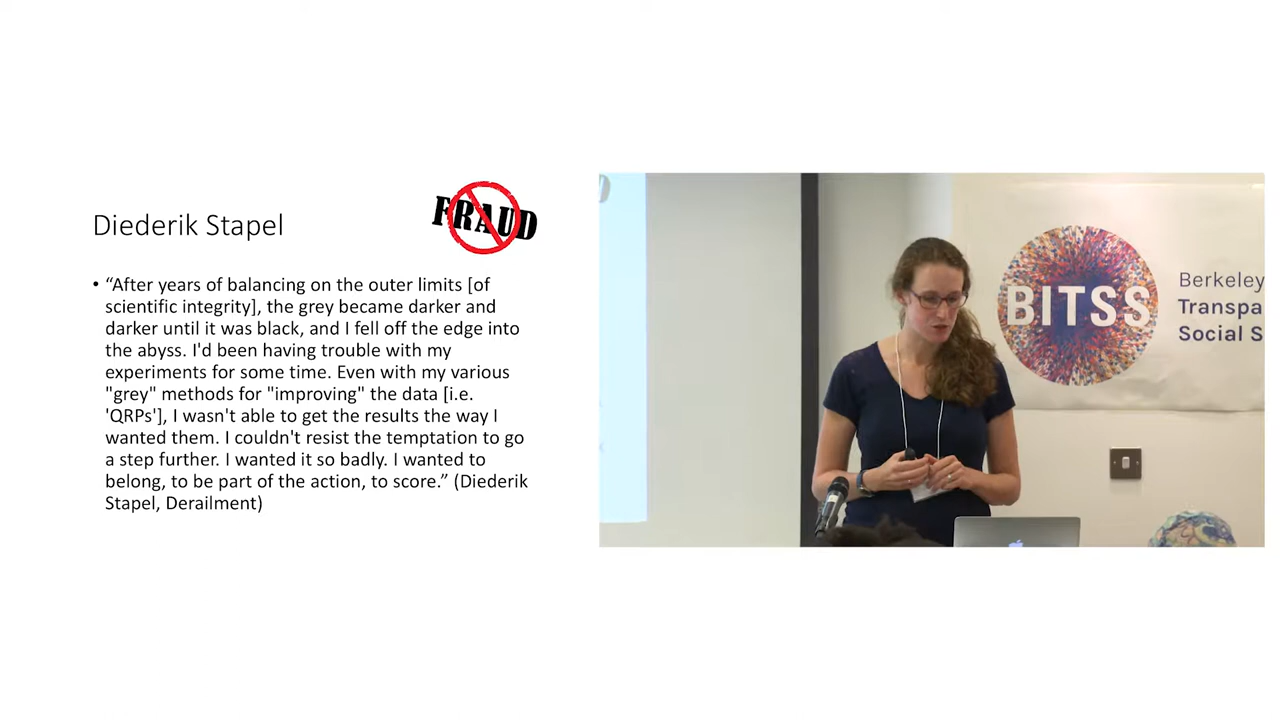 Diederik Stapel
FRAUD
• “After years of balancing on the outer limits [of
scientific integrity], the grey became darker and
darker until it was black, and I fell off the edge into
the abyss. I'd been having trouble with my
experiments for some time. Even with my various
"grey" methods for "improving" the data [i.e.
'QRPs'], I wasn't able to get the results the way I
wanted them. I couldn't resist the temptation to go
a step further. I wanted it so badly. I wanted to
belong, to be part of the action, to score.” (Diederik
Stapel, Derailment)
BITSS
Berkeley
Transpa
Social S